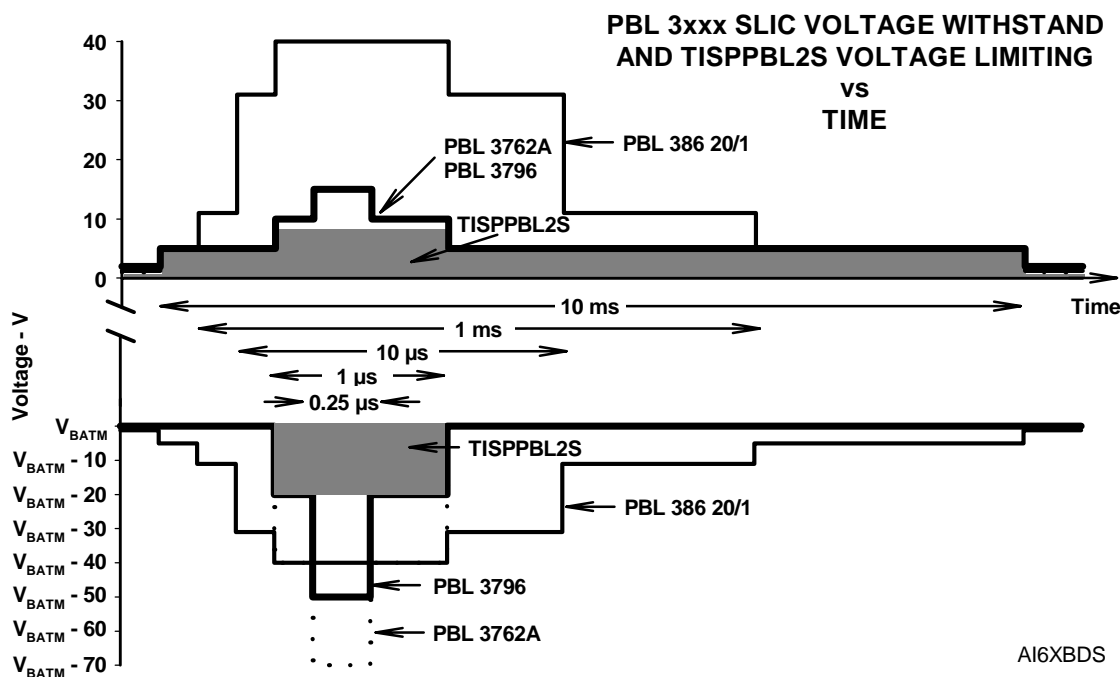 PBL 3xxx SLIC VOLTAGE WITHSTAND
AND TISPPBL2S VOLTAGE LIMITING
vs
TIME
40
30
20
10
0
PBL 3762A
PBL 3796
PBL 386 20/1
TISPPBL2S
Time
10 ms
1 ms
10 µs
1 µs
0.25 µs
Voltage - V
VBATM
VBATM - 10
VBATM - 20
VBATM - 30
VBATM - 40
VBATM - 50
VBATM - 60
VBATM - 70
TISPPBL2S
PBL 386 20/1
PBL 3796
PBL 3762A
AI6XBDS